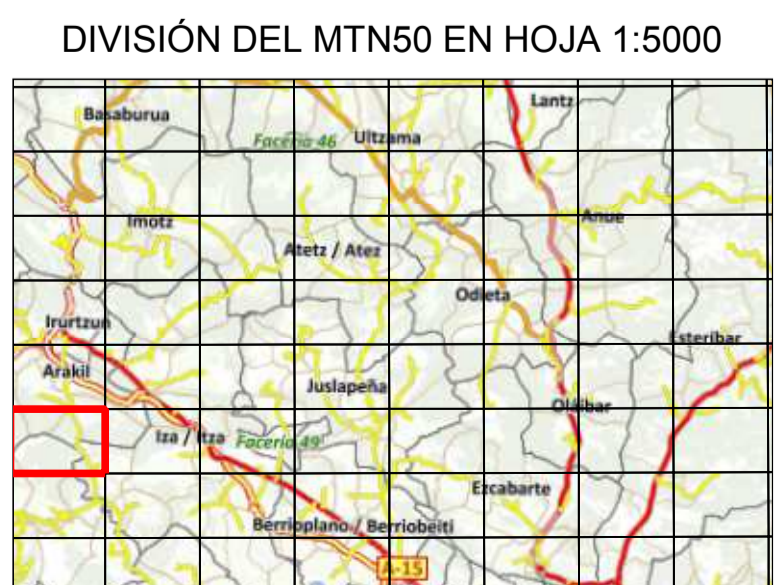 DIVISIÓN DEL MTN50 EN HOJA 1:5000
Lantz
Basaburua
Facería 46 Ultzama
Imotz
Anue
Atetz / Atez
Odieta
Irurtzun
Esteribar
Arakil
Juslapeña
Oláibar
Iza / Itza Facería 49
Ezcabarte
Berrioplano / Berriobeiti
A-15